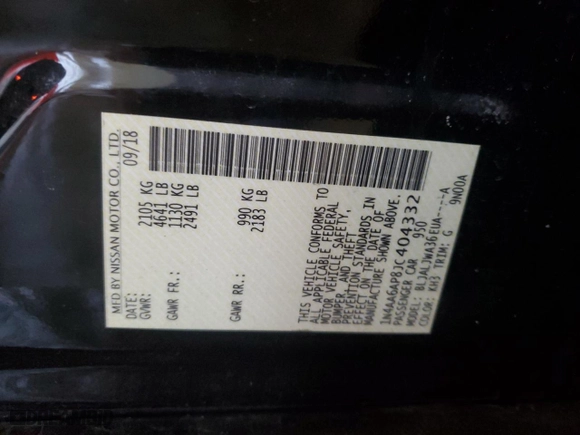 MFD BY NISSAN MOTOR CO., LTD.
09/18
GVWR: 2105 KG
4641 LB
GAWR FR.: 1130 KG
2491 LB
GAWR RR.: 990 KG
2183 LB
THIS VEHICLE CONFORMS TO
ALL APPLICABLE FEDERAL
MOTOR VEHICLE SAFETY,
BUMPER, AND THEFT
PREVENTION STANDARDS IN
EFFECT ON THE DATE OF
MANUFACTURE SHOWN ABOVE.
1N4AA6AP8JC404332
PASSENGER CAR 950
MODEL: BLJALJWA36EUA----A
COLOR: KH3 TRIM: G 9N00A